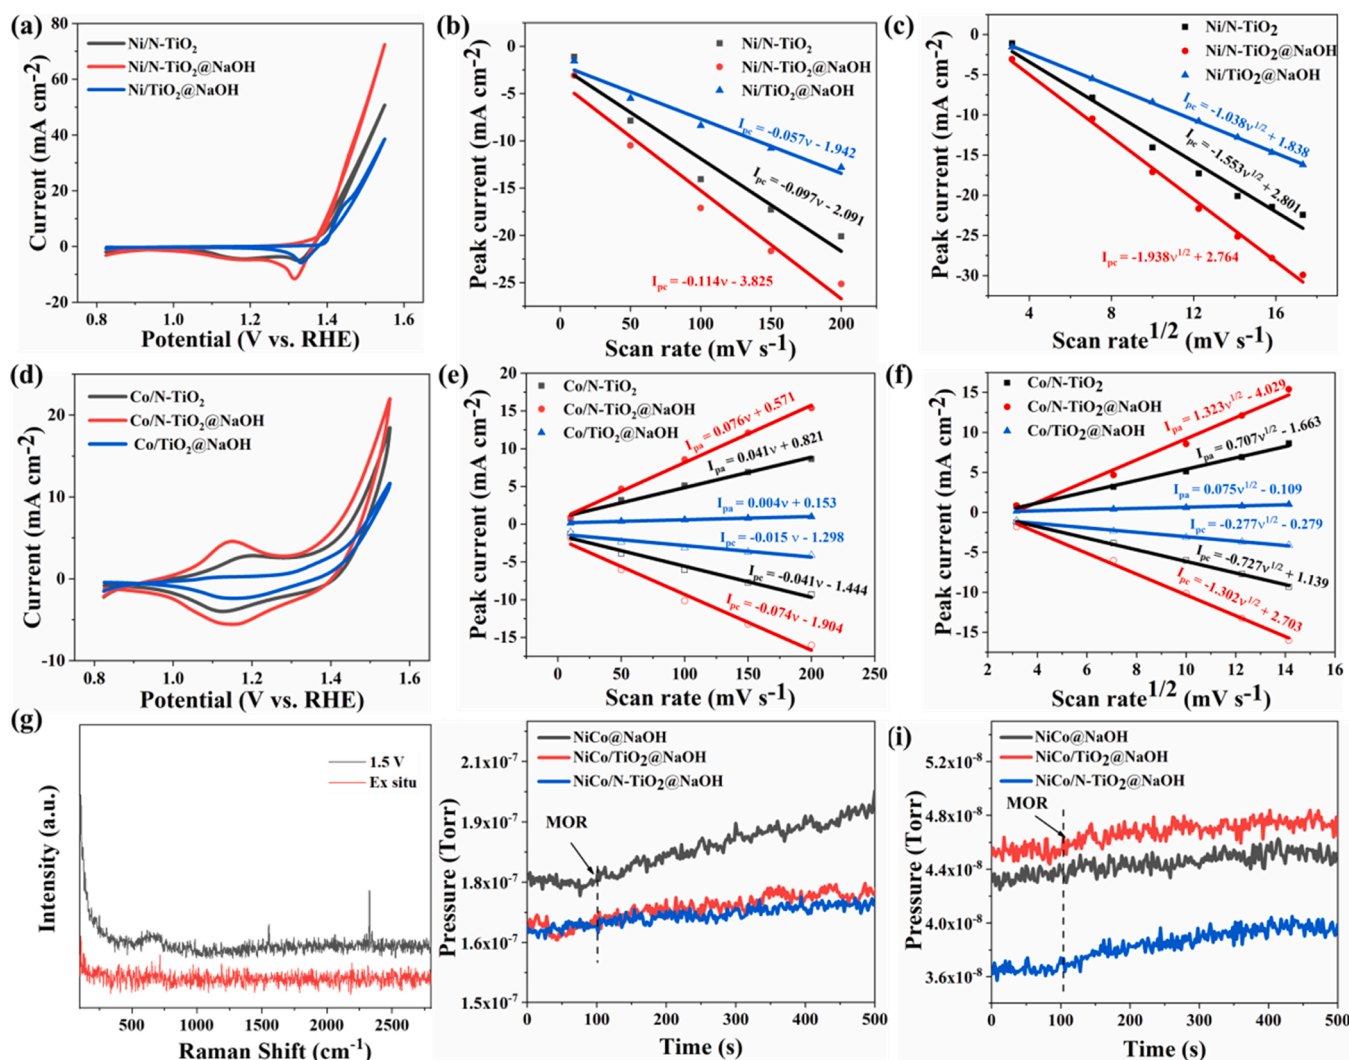 (a)
80
60
40
20
0
-20
Current (mA cm-2)
Ni/N-TiO2
Ni/N-TiO2@NaOH
Ni/TiO2@NaOH
0.8 1.0 1.2 1.4 1.6
Potential (V vs. RHE)
(b)
0
-5
-10
-15
-20
-25
Peak current (mA cm-2)
Ni/N-TiO2
Ni/N-TiO2@NaOH
Ni/TiO2@NaOH
Ipc = -0.057ν - 1.942
Ipc = -0.097ν - 2.091
Ipc = -0.114ν - 3.825
0 50 100 150 200
Scan rate (mV s-1)
(c)
0
-5
-10
-15
-20
-25
-30
Peak current (mA cm-2)
Ni/N-TiO2
Ni/N-TiO2@NaOH
Ni/TiO2@NaOH
Ipc = -1.038ν1/2 + 1.838
Ipc = -1.553ν1/2 + 2.801
Ipc = -1.938ν1/2 + 2.764
4 8 12 16
Scan rate1/2 (mV s-1)
(d)
20
10
0
-10
Current (mA cm-2)
Co/N-TiO2
Co/N-TiO2@NaOH
Co/TiO2@NaOH
0.8 1.0 1.2 1.4 1.6
Potential (V vs. RHE)
(e)
20
15
10
5
0
-5
-10
-15
Peak current (mA cm-2)
Co/N-TiO2
Co/N-TiO2@NaOH
Co/TiO2@NaOH
Ipa = 0.076ν + 0.571
Ipa = 0.041ν + 0.821
Ipa = 0.004ν + 0.153
Ipc = -0.015 ν - 1.298
Ipc = -0.041ν - 1.444
Ipc = -0.074ν - 1.904
0 50 100 150 200 250
Scan rate (mV s-1)
(f)
15
10
5
0
-5
-10
-15
Peak current (mA cm-2)
Co/N-TiO2
Co/N-TiO2@NaOH
Co/TiO2@NaOH
Ipa = 1.323ν1/2 - 4.029
Ipa = 0.707ν1/2 - 1.663
Ipa = 0.075ν1/2 - 0.109
Ipc = -0.277ν1/2 - 0.279
Ipc = -0.727ν1/2 + 1.139
Ipc = -1.302ν1/2 + 2.703
2 4 6 8 10 12 14 16
Scan rate1/2 (mV s-1)
(g)
Intensity (a.u.)
1.5 V
Ex situ
500 1000 1500 2000 2500
Raman Shift (cm-1)
2.1x10-7
1.9x10-7
1.8x10-7
1.6x10-7
1.5x10-7
Pressure (Torr)
NiCo@NaOH
NiCo/TiO2@NaOH
NiCo/N-TiO2@NaOH
MOR
0 100 200 300 400 500
Time (s)
(i)
5.2x10-8
4.8x10-8
4.4x10-8
4.0x10-8
3.6x10-8
Pressure (Torr)
NiCo@NaOH
NiCo/TiO2@NaOH
NiCo/N-TiO2@NaOH
MOR
0 100 200 300 400 500
Time (s)